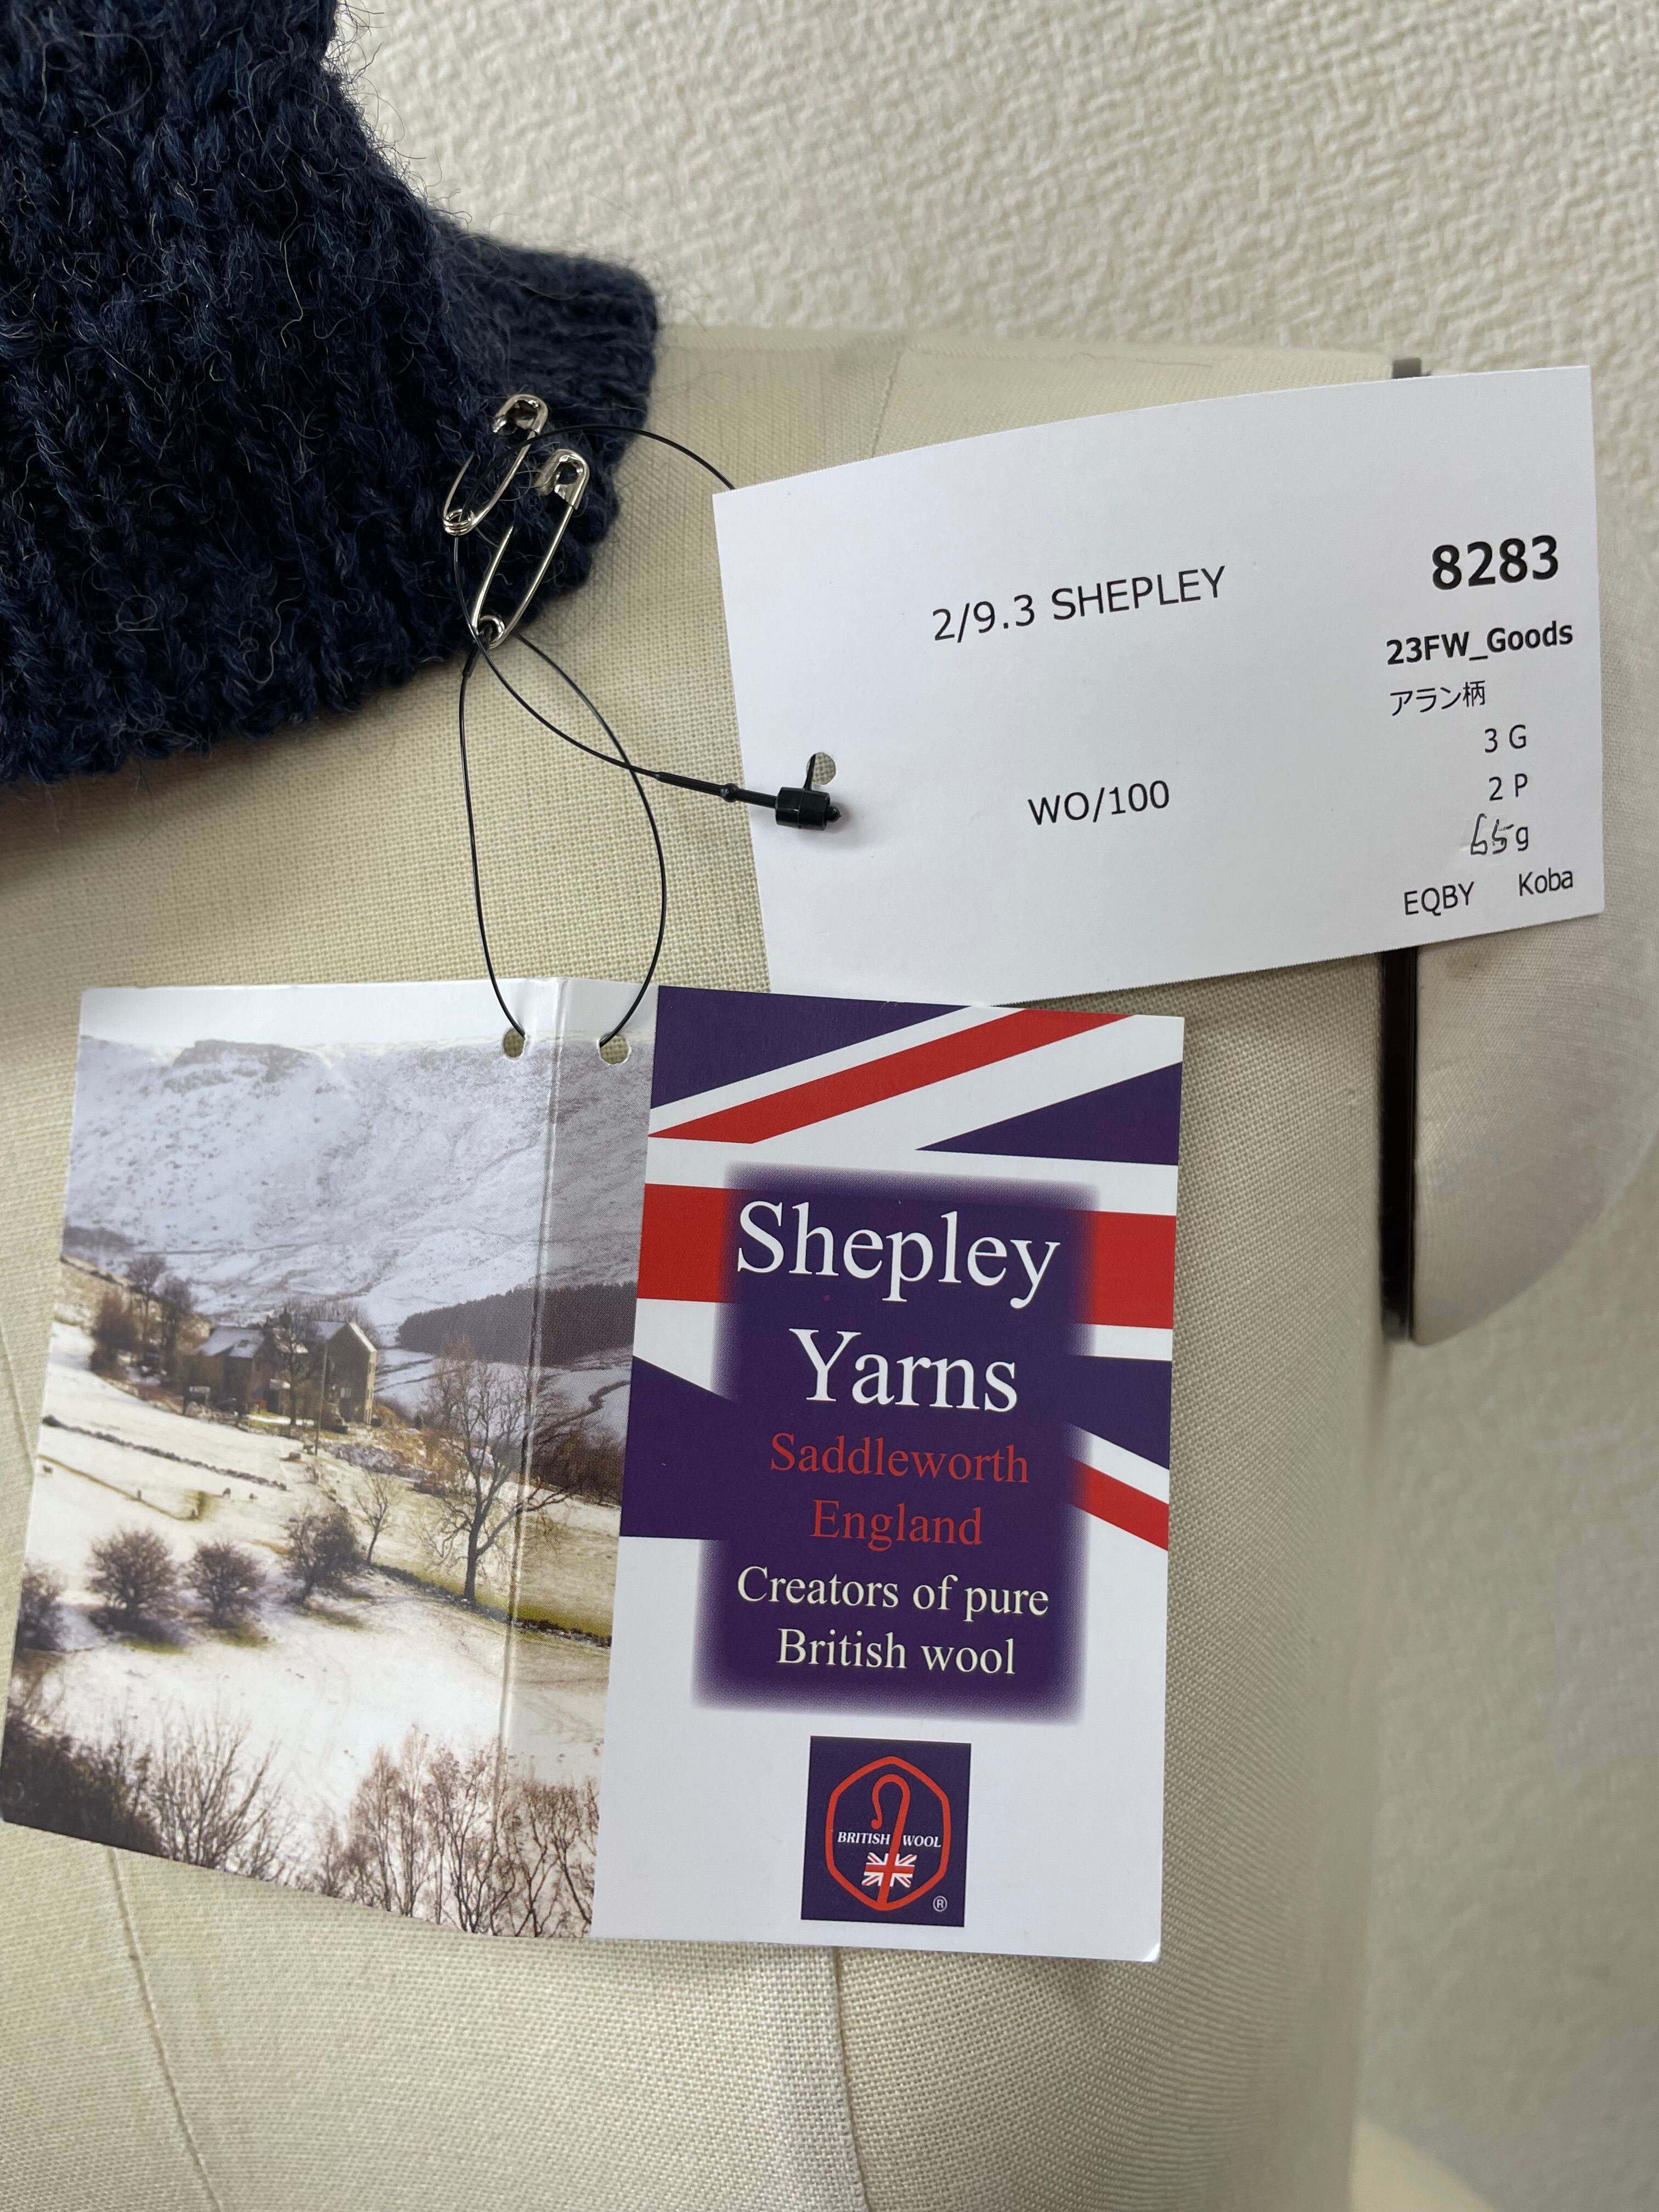 2/9.3 SHEPLEY
8283
23FW_Goods
アラン柄
3 G
2 P
WO/100
65g
EQBY Koba
Shepley
Yarns
Saddleworth
England
Creators of pure
British wool
BRITISH WOOL
®